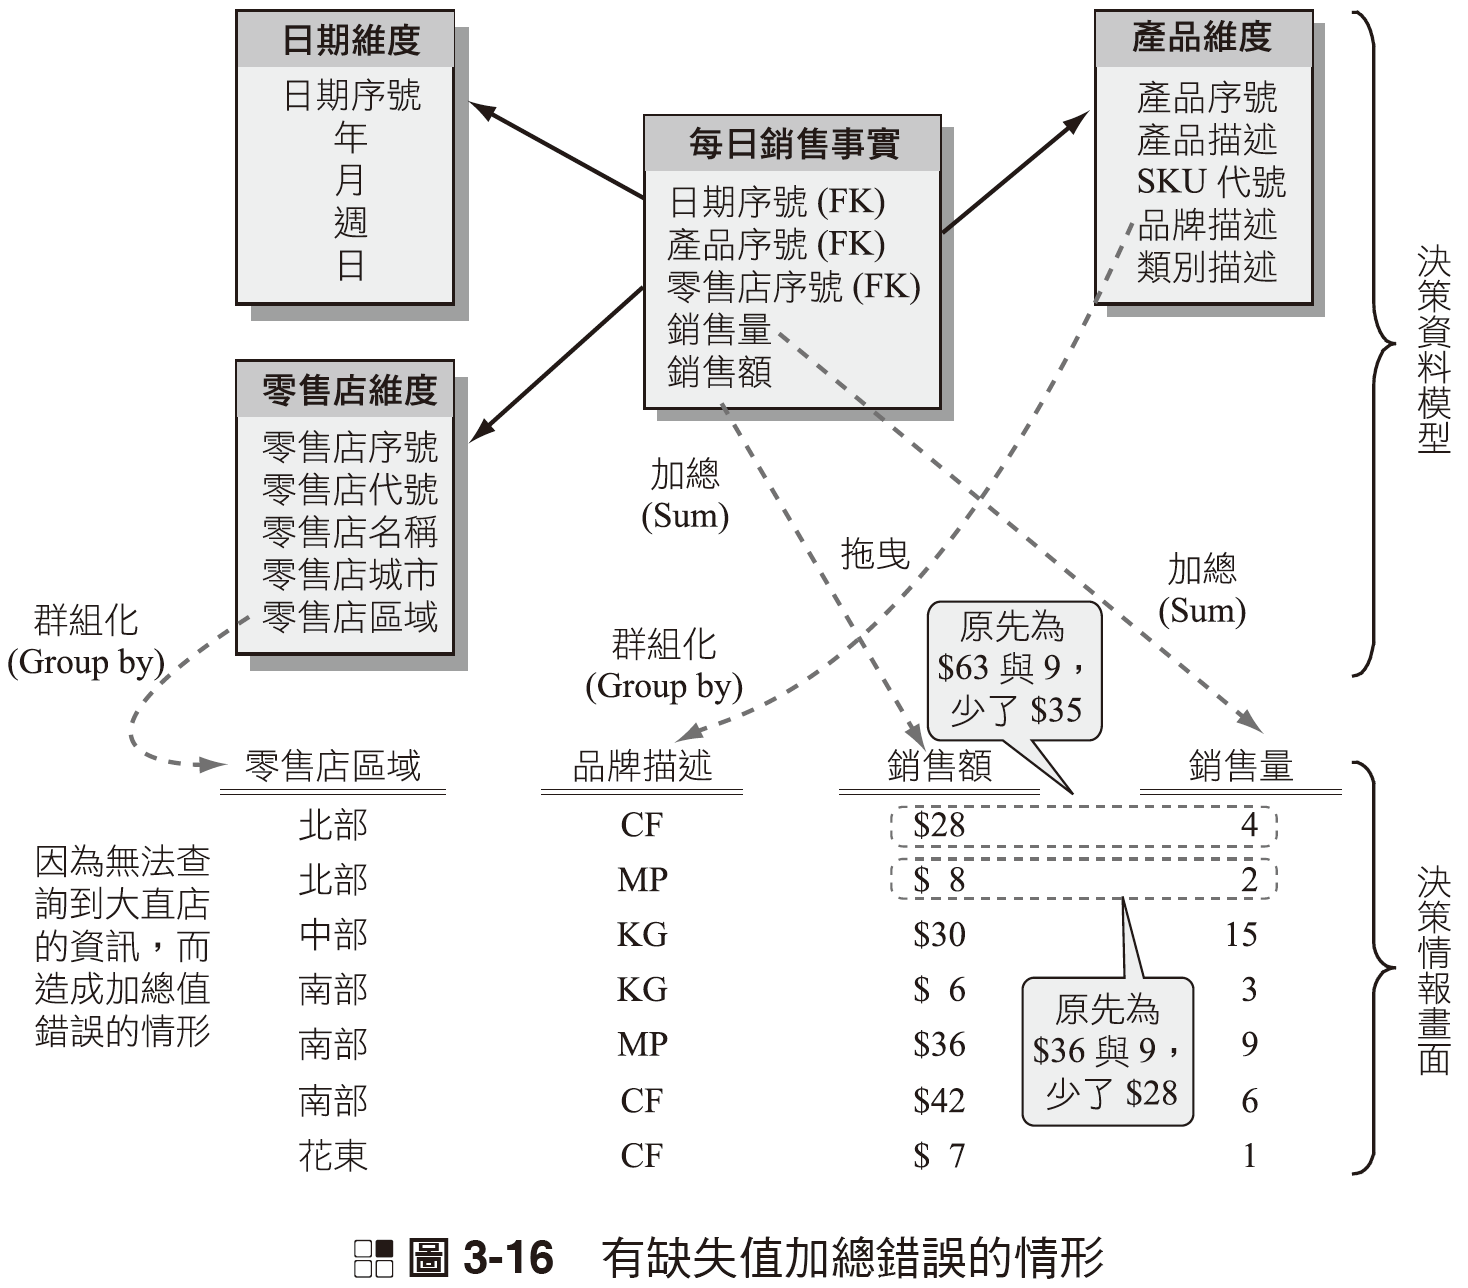 日期維度
日期序號
年
月
週
日
每日銷售事實
日期序號 (FK)
產品序號 (FK)
零售店序號 (FK)
銷售量
銷售額
產品維度
產品序號
產品描述
SKU 代號
品牌描述
類別描述
零售店維度
零售店序號
零售店代號
零售店名稱
零售店城市
零售店區域
決策資料模型
加總
(Sum)
拖曳
加總
(Sum)
群組化
(Group by)
群組化
(Group by)
原先為
$63 與 9，
少了 $35
零售店區域 品牌描述 銷售額 銷售量
北部 CF $28 4
北部 MP $ 8 2
中部 KG $30 15
南部 KG $ 6 3
南部 MP $36 9
南部 CF $42 6
花東 CF $ 7 1
因為無法查
詢到大直店
的資訊，而
造成加總值
錯誤的情形
原先為
$36 與 9，
少了 $28
決策情報畫面
圖 3-16 有缺失值加總錯誤的情形